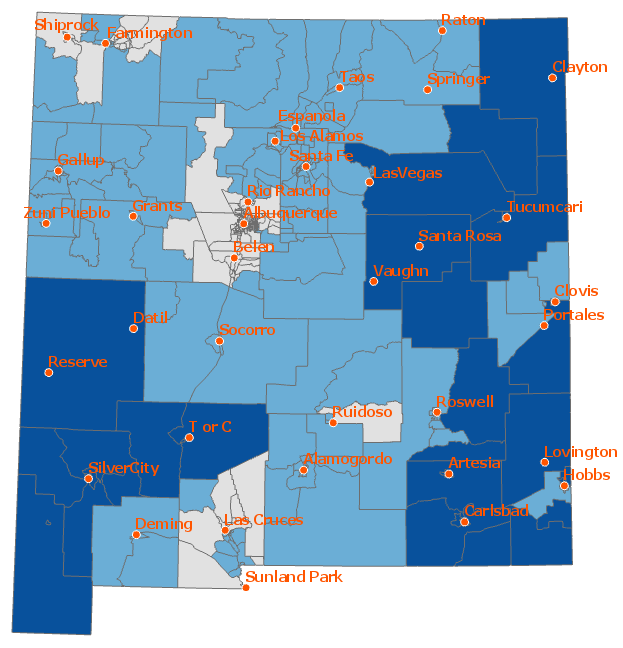 Shiprock
Raton
Farmington
Clayton
Taos
Springer
Espanola
Los Alamos
Santa Fe
Gallup
LasVegas
Rio Rancho
Zuni Pueblo
Grants
Albuquerque
Tucumcari
Santa Rosa
Belen
Vaughn
Clovis
Portales
Datil
Socorro
Reserve
Roswell
Ruidoso
T or C
Lovington
Alamogordo
Artesia
SilverCity
Hobbs
Carlsbad
Las Cruces
Deming
Sunland Park